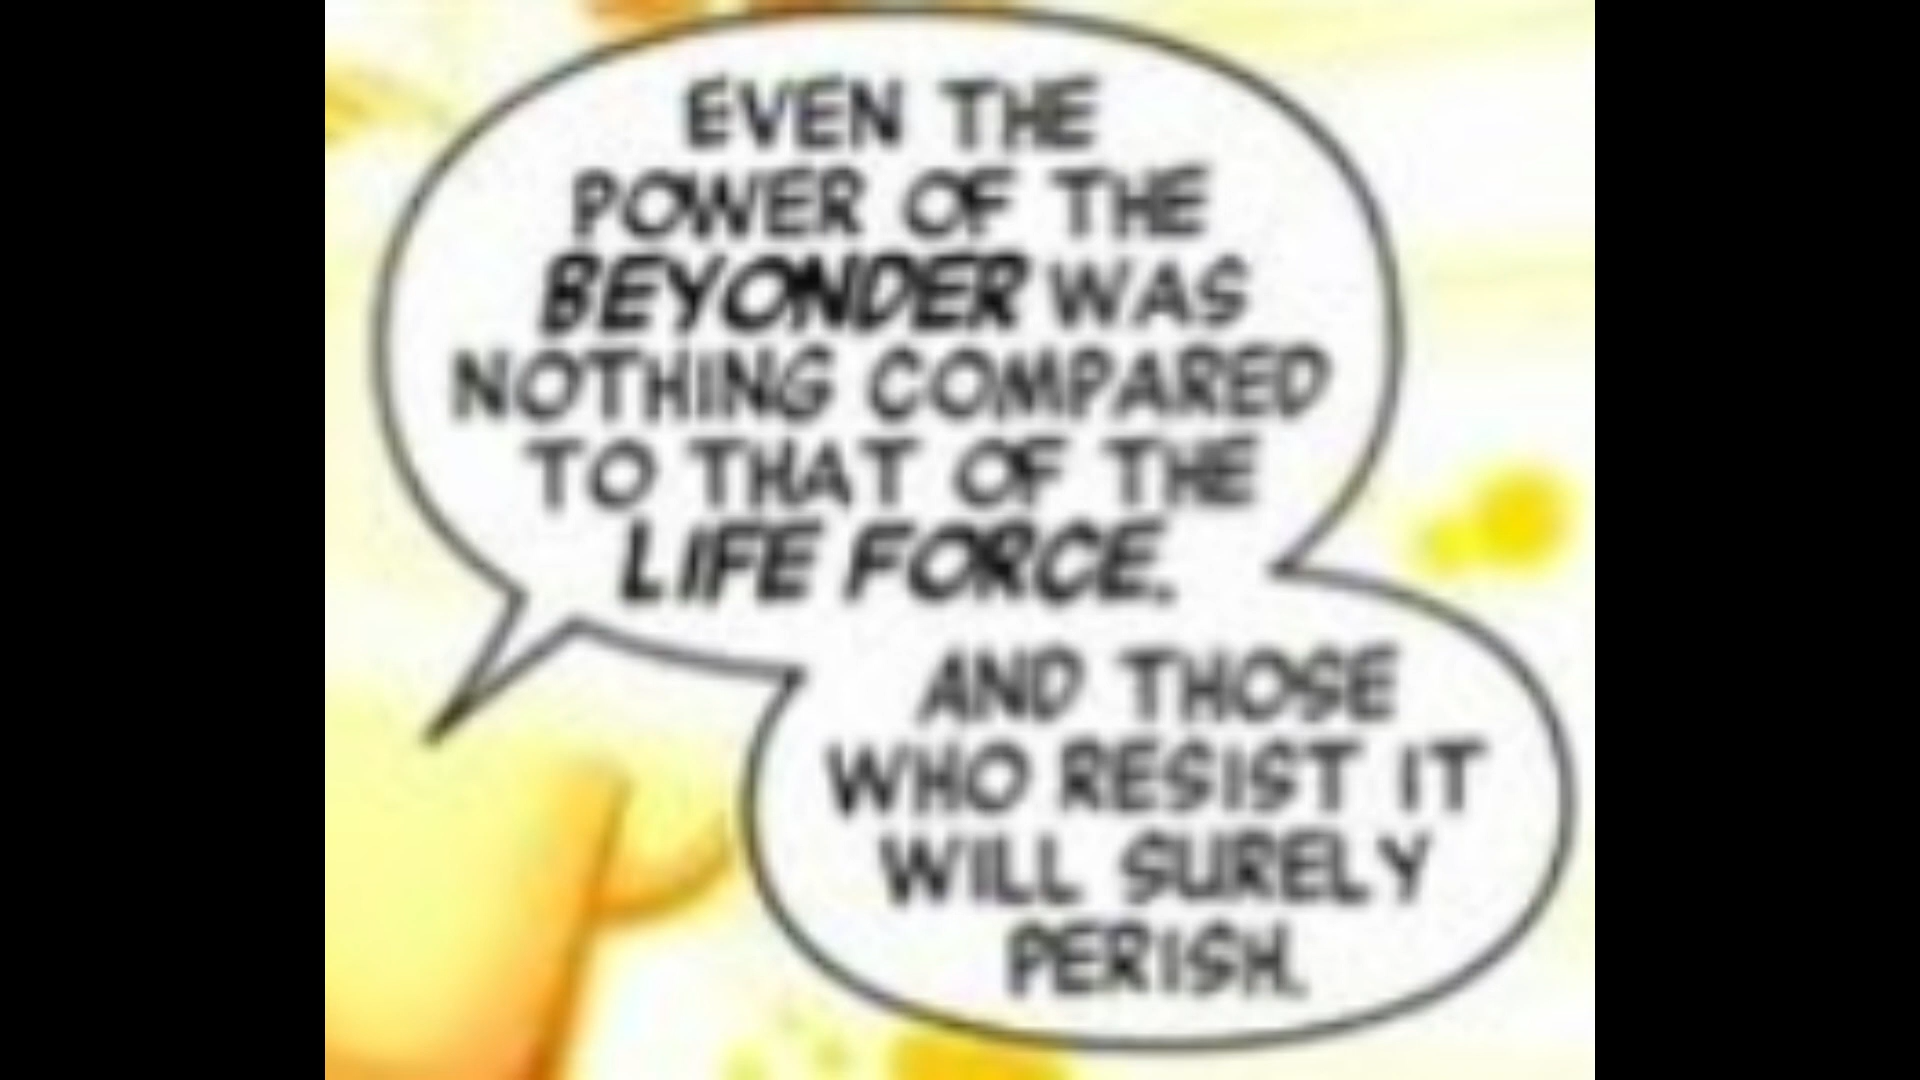 EVEN THE
POWER OF THE
BEYONDER WAS
NOTHING COMPARED
TO THAT OF THE
LIFE FORCE.
AND THOSE
WHO RESIST IT
WILL SURELY
PERISH.